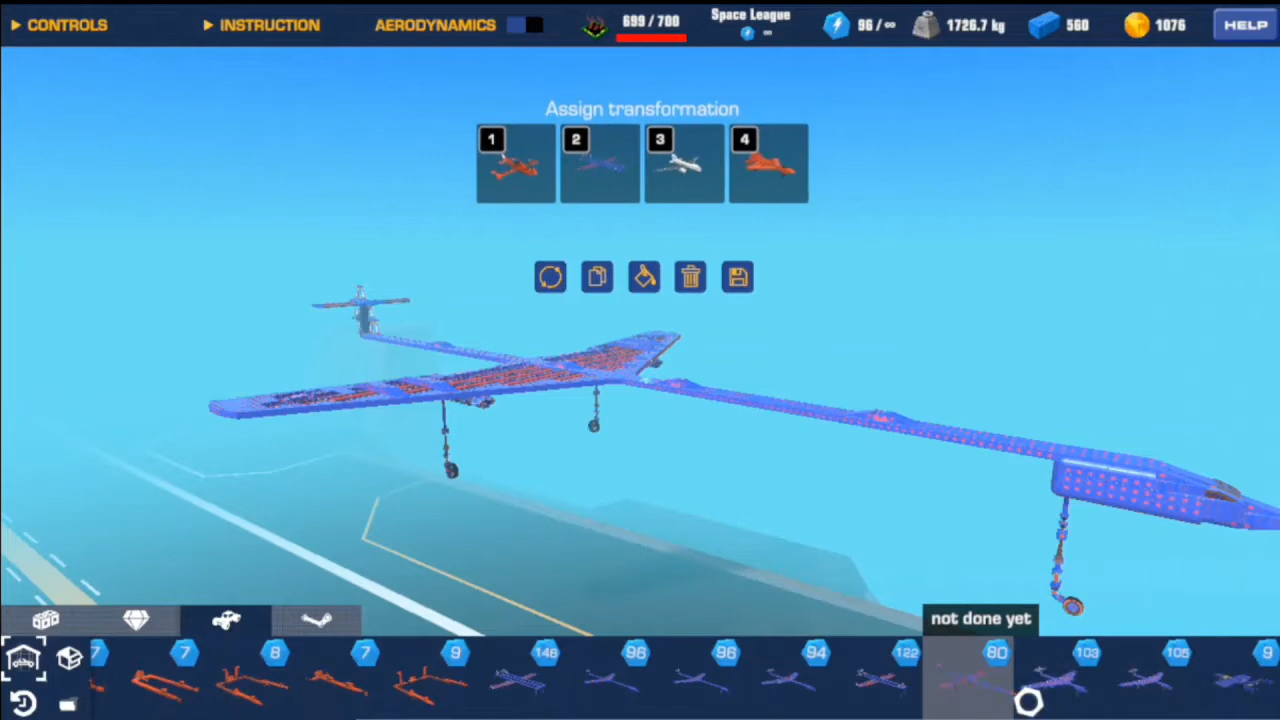 CONTROLS
INSTRUCTION
AERODYNAMICS
699 / 700
Space League
∞
96 / ∞
1726.7 kg
560
1076
HELP
Assign transformation
1
2
3
4
not done yet
7
7
8
7
9
146
96
96
94
122
80
103
105
9